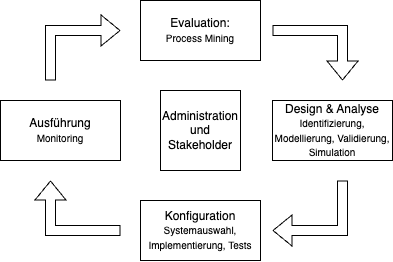 Evaluation:
Process Mining
Ausführung
Monitoring
Administration
und
Stakeholder
Design & Analyse
Identifizierung,
Modellierung, Validierung,
Simulation
Konfiguration
Systemauswahl,
Implementierung, Tests